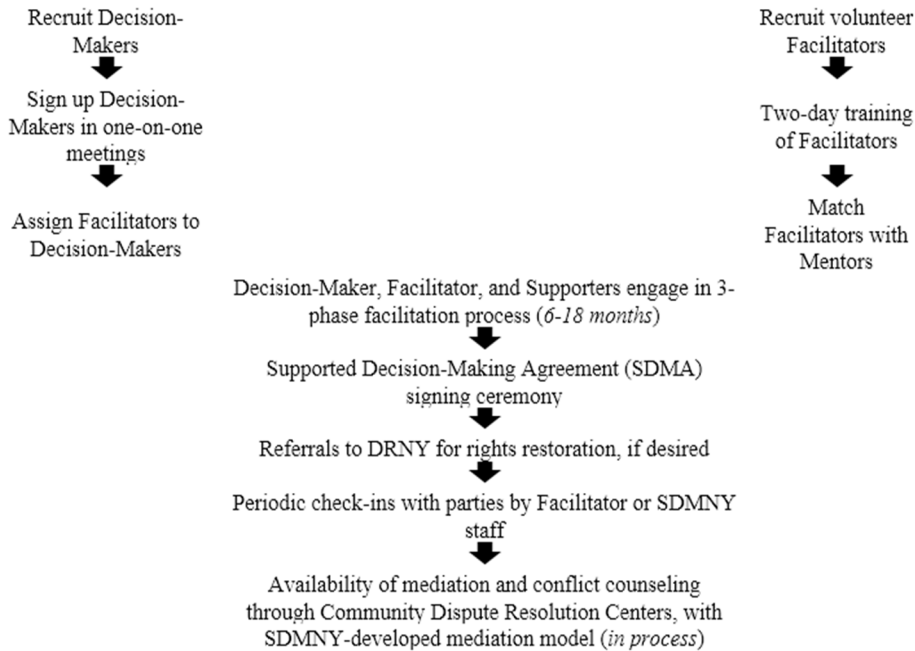 Recruit Decision-
Makers
Sign up Decision-
Makers in one-on-one
meetings
Assign Facilitators to
Decision-Makers
Recruit volunteer
Facilitators
Two-day training
of Facilitators
Match
Facilitators with
Mentors
Decision-Maker, Facilitator, and Supporters engage in 3-
phase facilitation process (6-18 months)
Supported Decision-Making Agreement (SDMA)
signing ceremony
Referrals to DRNY for rights restoration, if desired
Periodic check-ins with parties by Facilitator or SDMNY
staff
Availability of mediation and conflict counseling
through Community Dispute Resolution Centers, with
SDMNY-developed mediation model (in process)